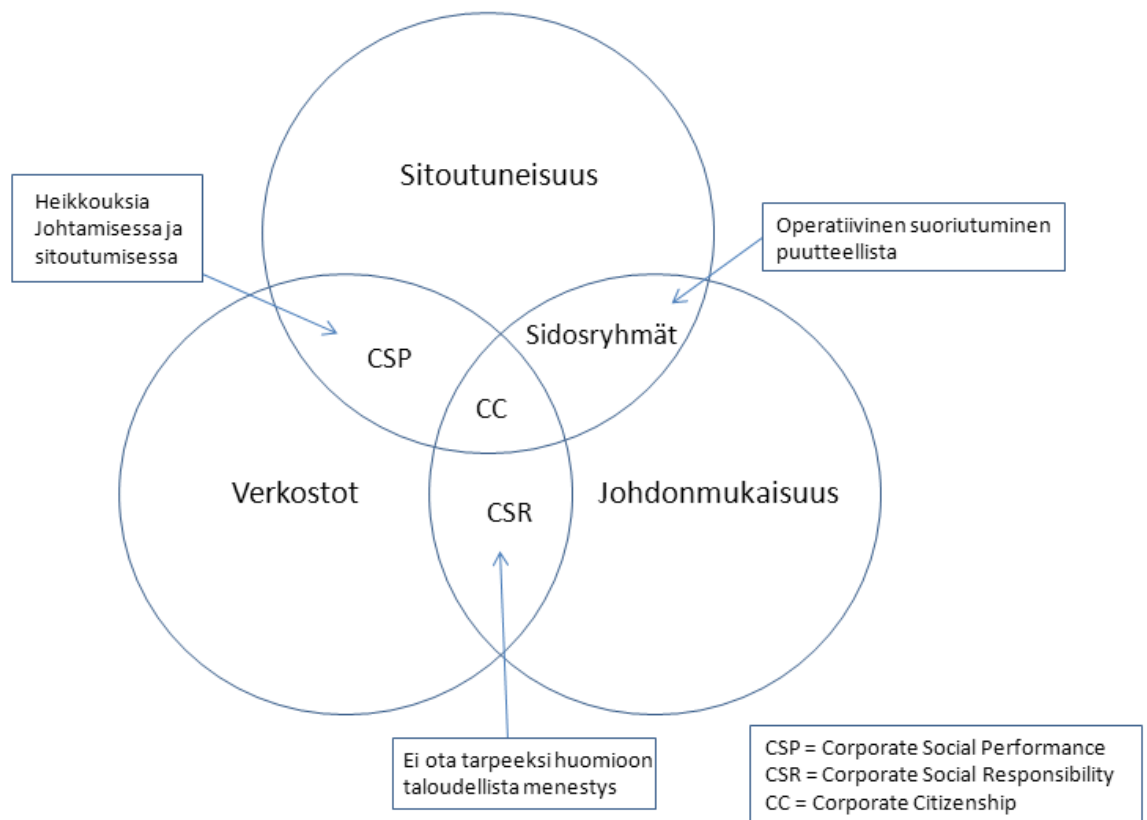 Sitoutuneisuus
Heikkouksia
Johtamisessa ja
sitoutumisessa
Operatiivinen suoriutuminen
puutteellista
Sidosryhmät
CSP
CC
Verkostot
Johdonmukaisuus
CSR
Ei ota tarpeeksi huomioon
taloudellista menestys
CSP = Corporate Social Performance
CSR = Corporate Social Responsibility
CC = Corporate Citizenship